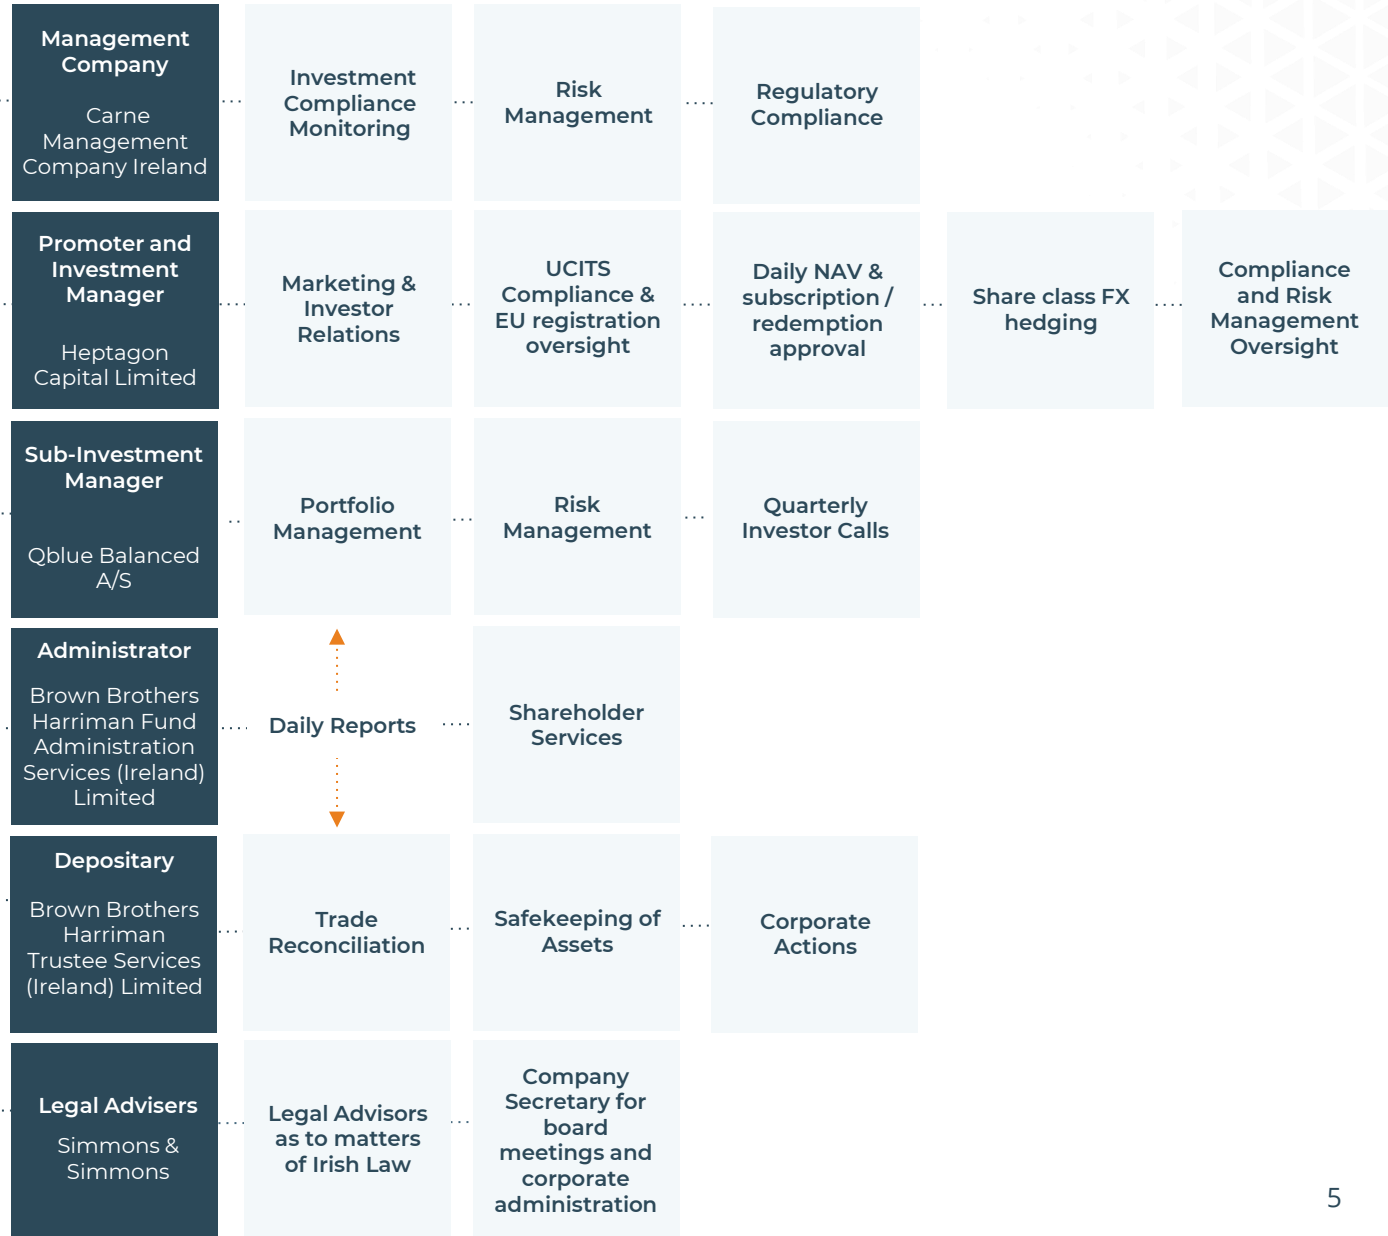 Management
Company
Carne
Management
Company Ireland
Investment
Compliance
Monitoring
Risk
Management
Regulatory
Compliance
Promoter and
Investment
Manager
Heptagon
Capital Limited
Marketing &
Investor
Relations
UCITS
Compliance &
EU registration
oversight
Daily NAV &
subscription /
redemption
approval
Share class FX
hedging
Compliance
and Risk
Management
Oversight
Sub-Investment
Manager
Qblue Balanced
A/S
Portfolio
Management
Risk
Management
Quarterly
Investor Calls
Administrator
Brown Brothers
Harriman Fund
Administration
Services (Ireland)
Limited
Daily Reports
Shareholder
Services
Depositary
Brown Brothers
Harriman
Trustee Services
(Ireland) Limited
Trade
Reconciliation
Safekeeping of
Assets
Corporate
Actions
Legal Advisers
Simmons &
Simmons
Legal Advisors
as to matters
of Irish Law
Company
Secretary for
board
meetings and
corporate
administration
5